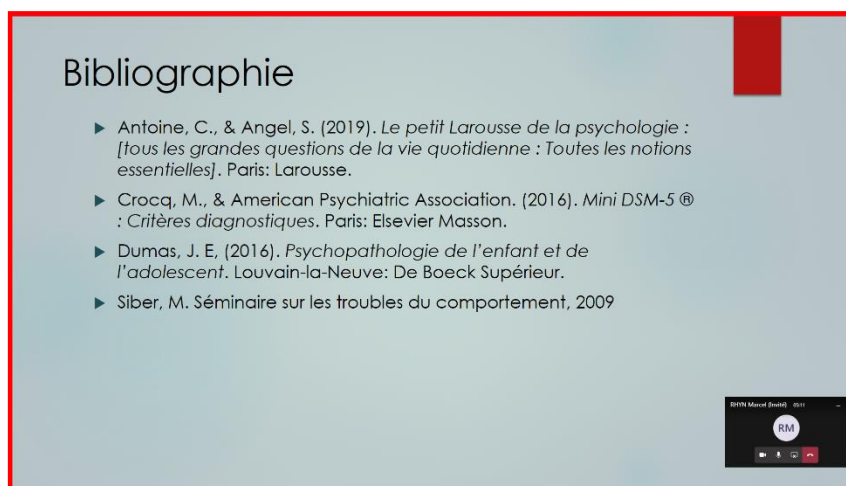 Bibliographie
Antoine, C., & Angel, S. (2019). Le petit Larousse de la psychologie :
[tous les grandes questions de la vie quotidienne : Toutes les notions
essentielles]. Paris: Larousse.
Crocq, M., & American Psychiatric Association. (2016). Mini DSM-5 ®
: Critères diagnostiques. Paris: Elsevier Masson.
Dumas, J. E, (2016). Psychopathologie de l'enfant et de
l'adolescent. Louvain-la-Neuve: De Boeck Supérieur.
Siber, M. Séminaire sur les troubles du comportement, 2009
RHYN Marcel (Invité)
RM